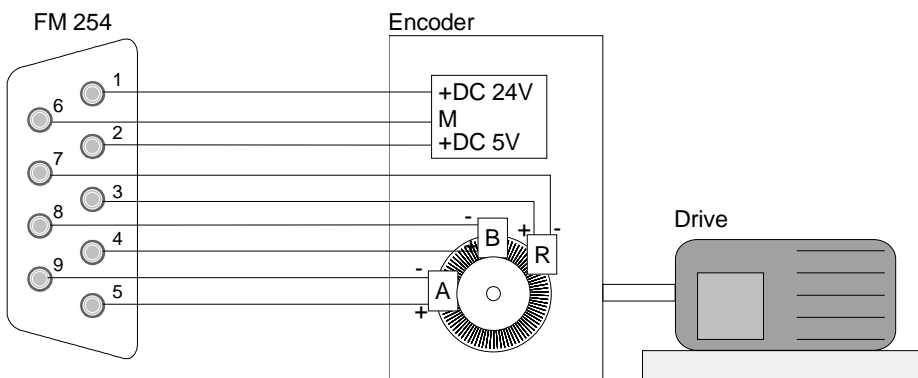 FM 254
Encoder
1
+DC 24V
6
M
2
+DC 5V
7
3
8
-
B
+
-
Drive
4
+
R
9
-
A
5
+